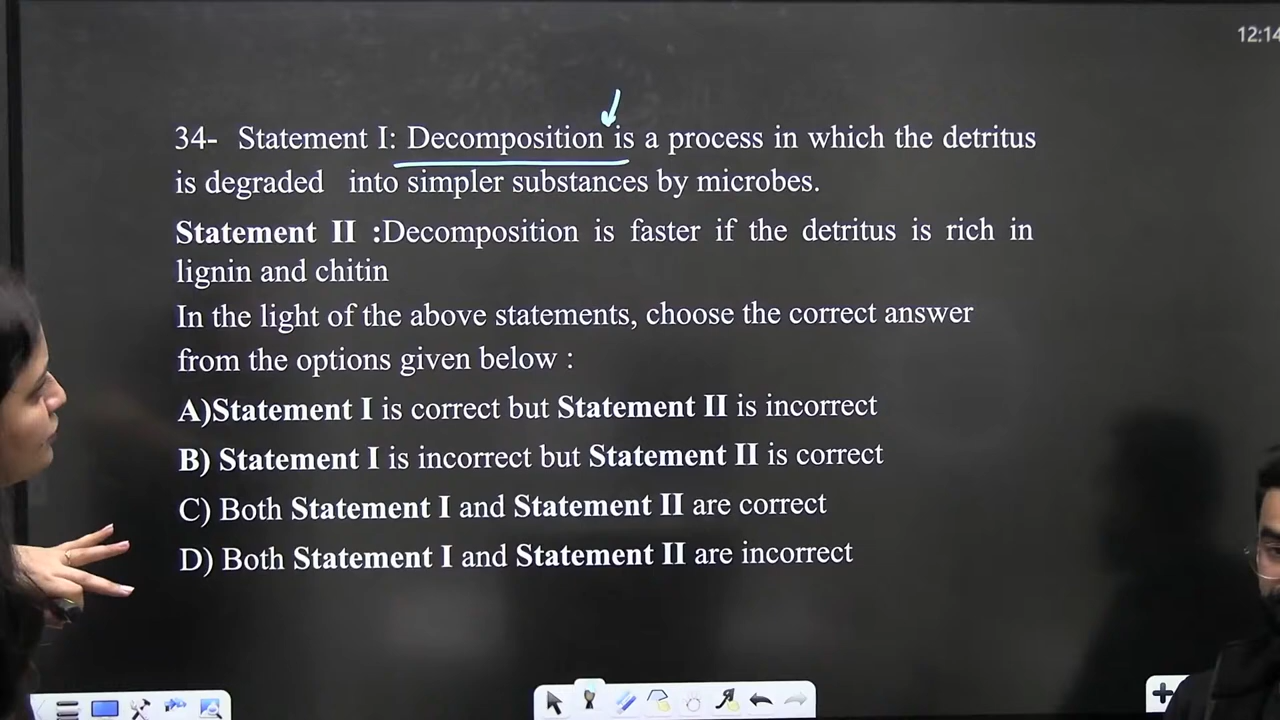 12:14
34- Statement I: Decomposition is a process in which the detritus
is degraded into simpler substances by microbes.
Statement II :Decomposition is faster if the detritus is rich in
lignin and chitin
In the light of the above statements, choose the correct answer
from the options given below :
A)Statement I is correct but Statement II is incorrect
B) Statement I is incorrect but Statement II is correct
C) Both Statement I and Statement II are correct
D) Both Statement I and Statement II are incorrect